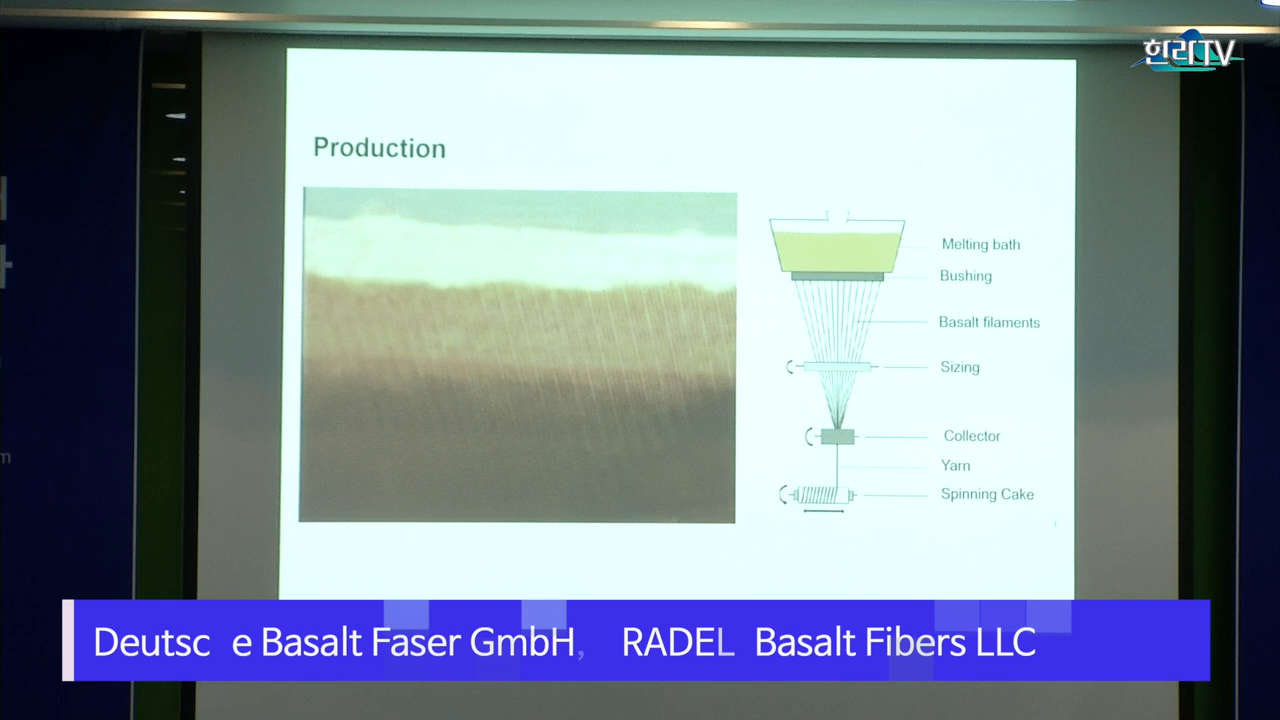 한라TV
Production
Melting bath
Bushing
Basalt filaments
Sizing
Collector
Yarn
Spinning Cake
m
Deutsc e Basalt Faser GmbH, RADEL Basalt Fibers LLC